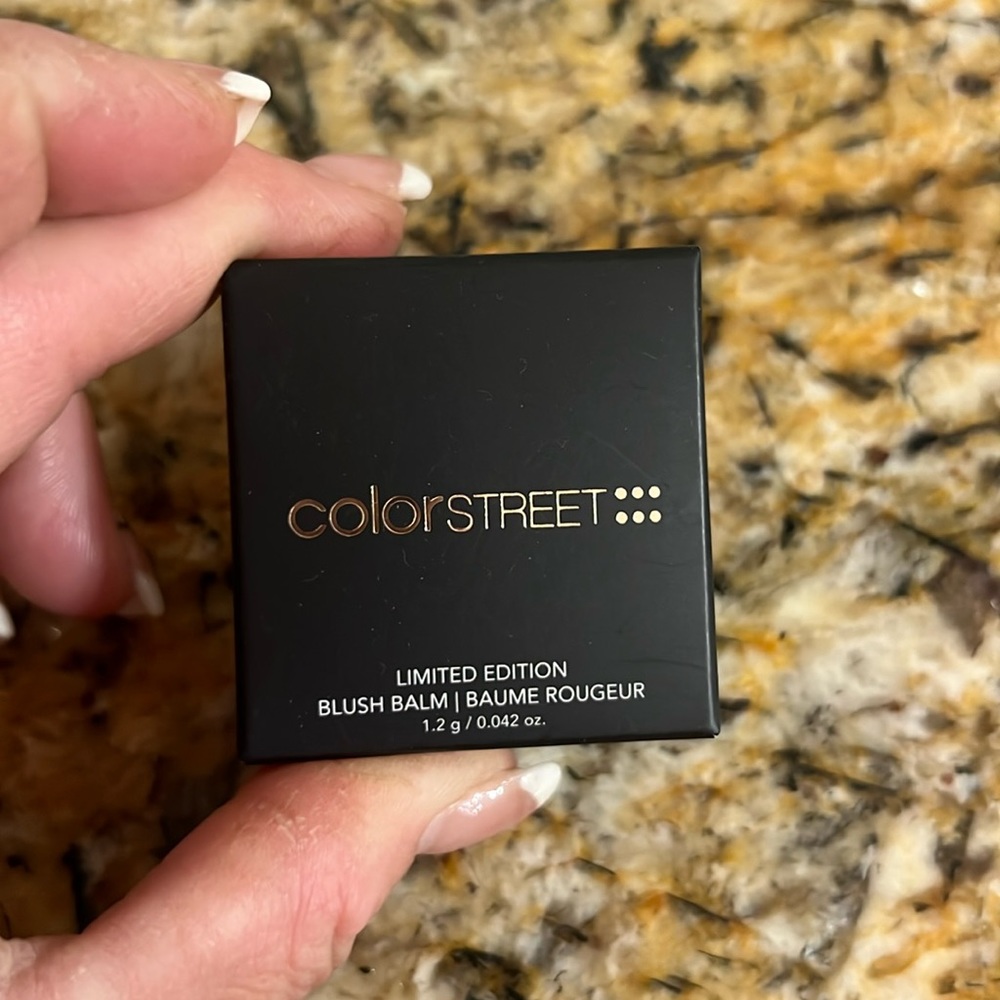 colorSTREET
LIMITED EDITION
BLUSH BALM | BAUME ROUGEUR
1.2 g / 0.042 oz.